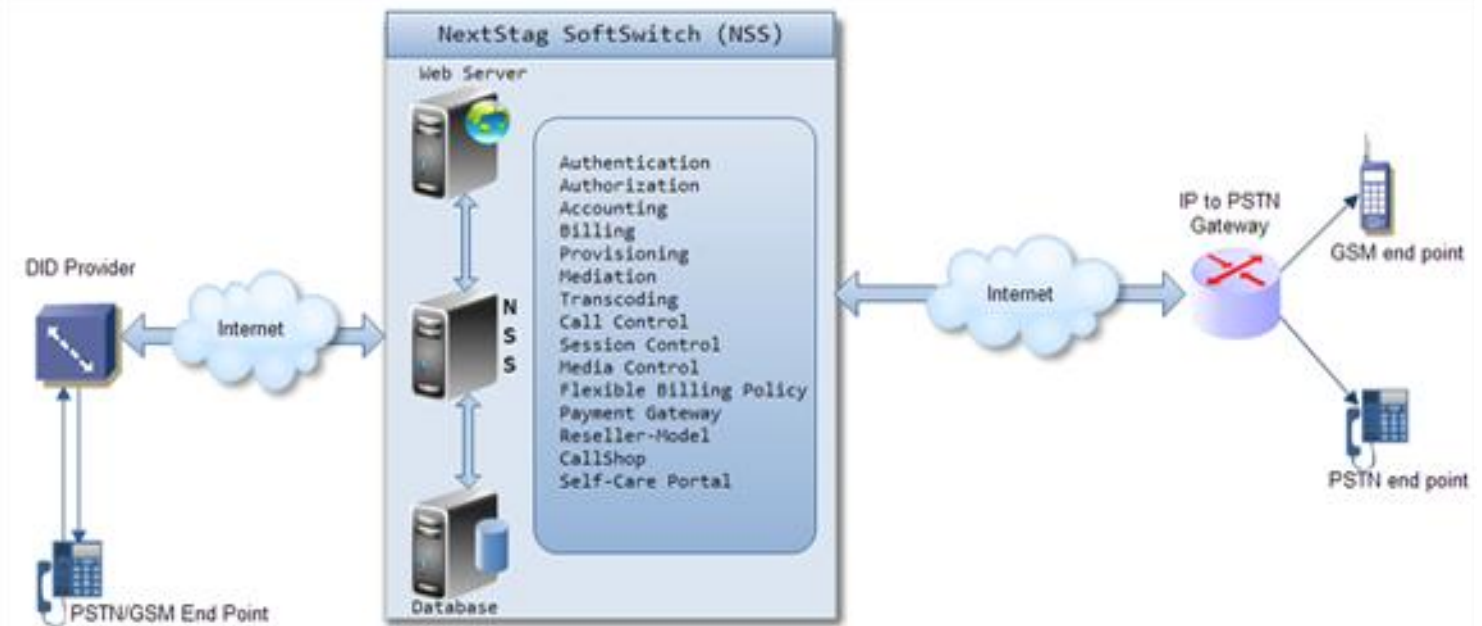 NextStag SoftSwitch (NSS)
Web Server
Authentication
Authorization
Accounting
Billing
Provisioning
Mediation
Transcoding
Call Control
Session Control
Media Control
Flexible Billing Policy
Payment Gateway
Reseller-Model
CallShop
Self-Care Portal
N
S
S
Database
DID Provider
Internet
PSTN/GSM End Point
Internet
IP to PSTN
Gateway
GSM end point
PSTN end point